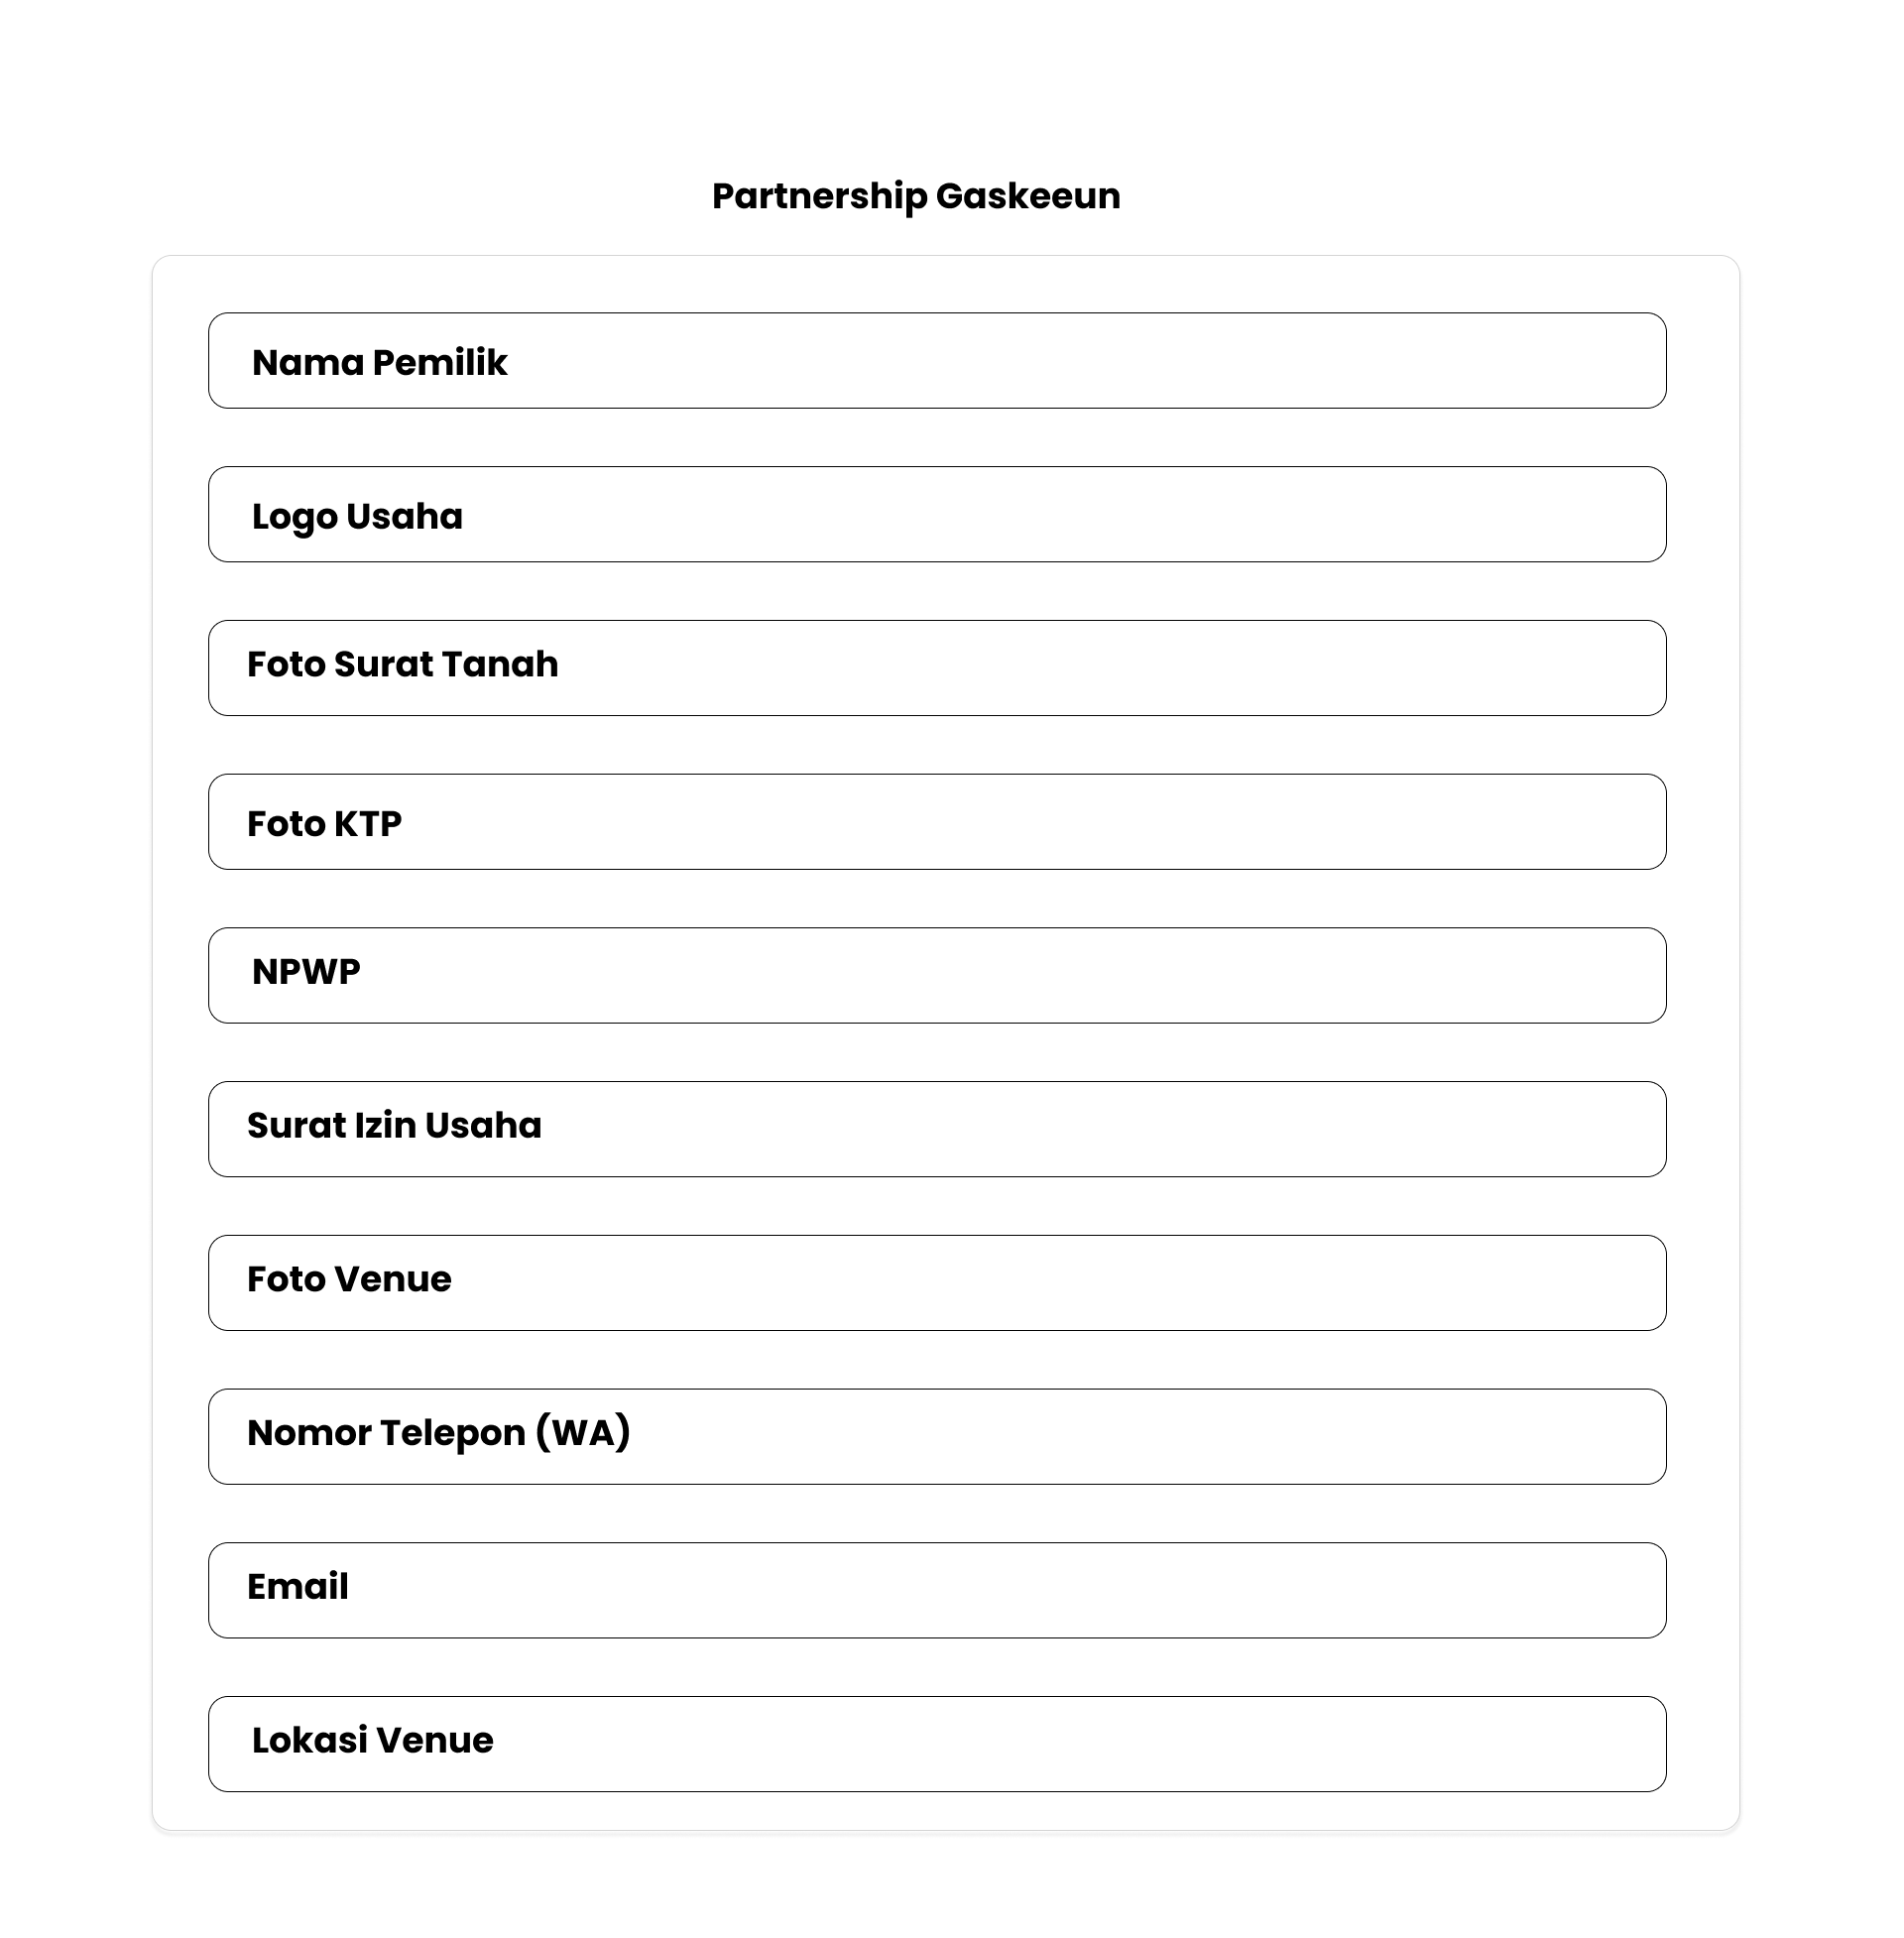 Partnership Gaskeeun
Nama Pemilik
Logo Usaha
Foto Surat Tanah
Foto KTP
NPWP
Surat Izin Usaha
Foto Venue
Nomor Telepon (WA)
Email
Lokasi Venue